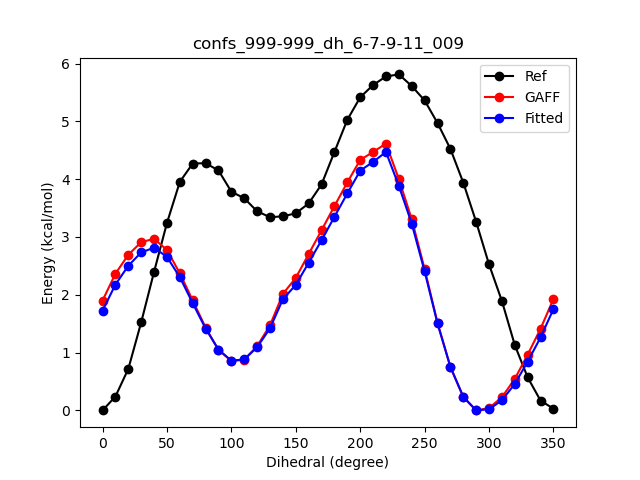 confs_999-999_dh_6-7-9-11_009
Ref
GAFF
Fitted
Energy (kcal/mol)
6
5
4
3
2
1
0
0 50 100 150 200 250 300 350
Dihedral (degree)